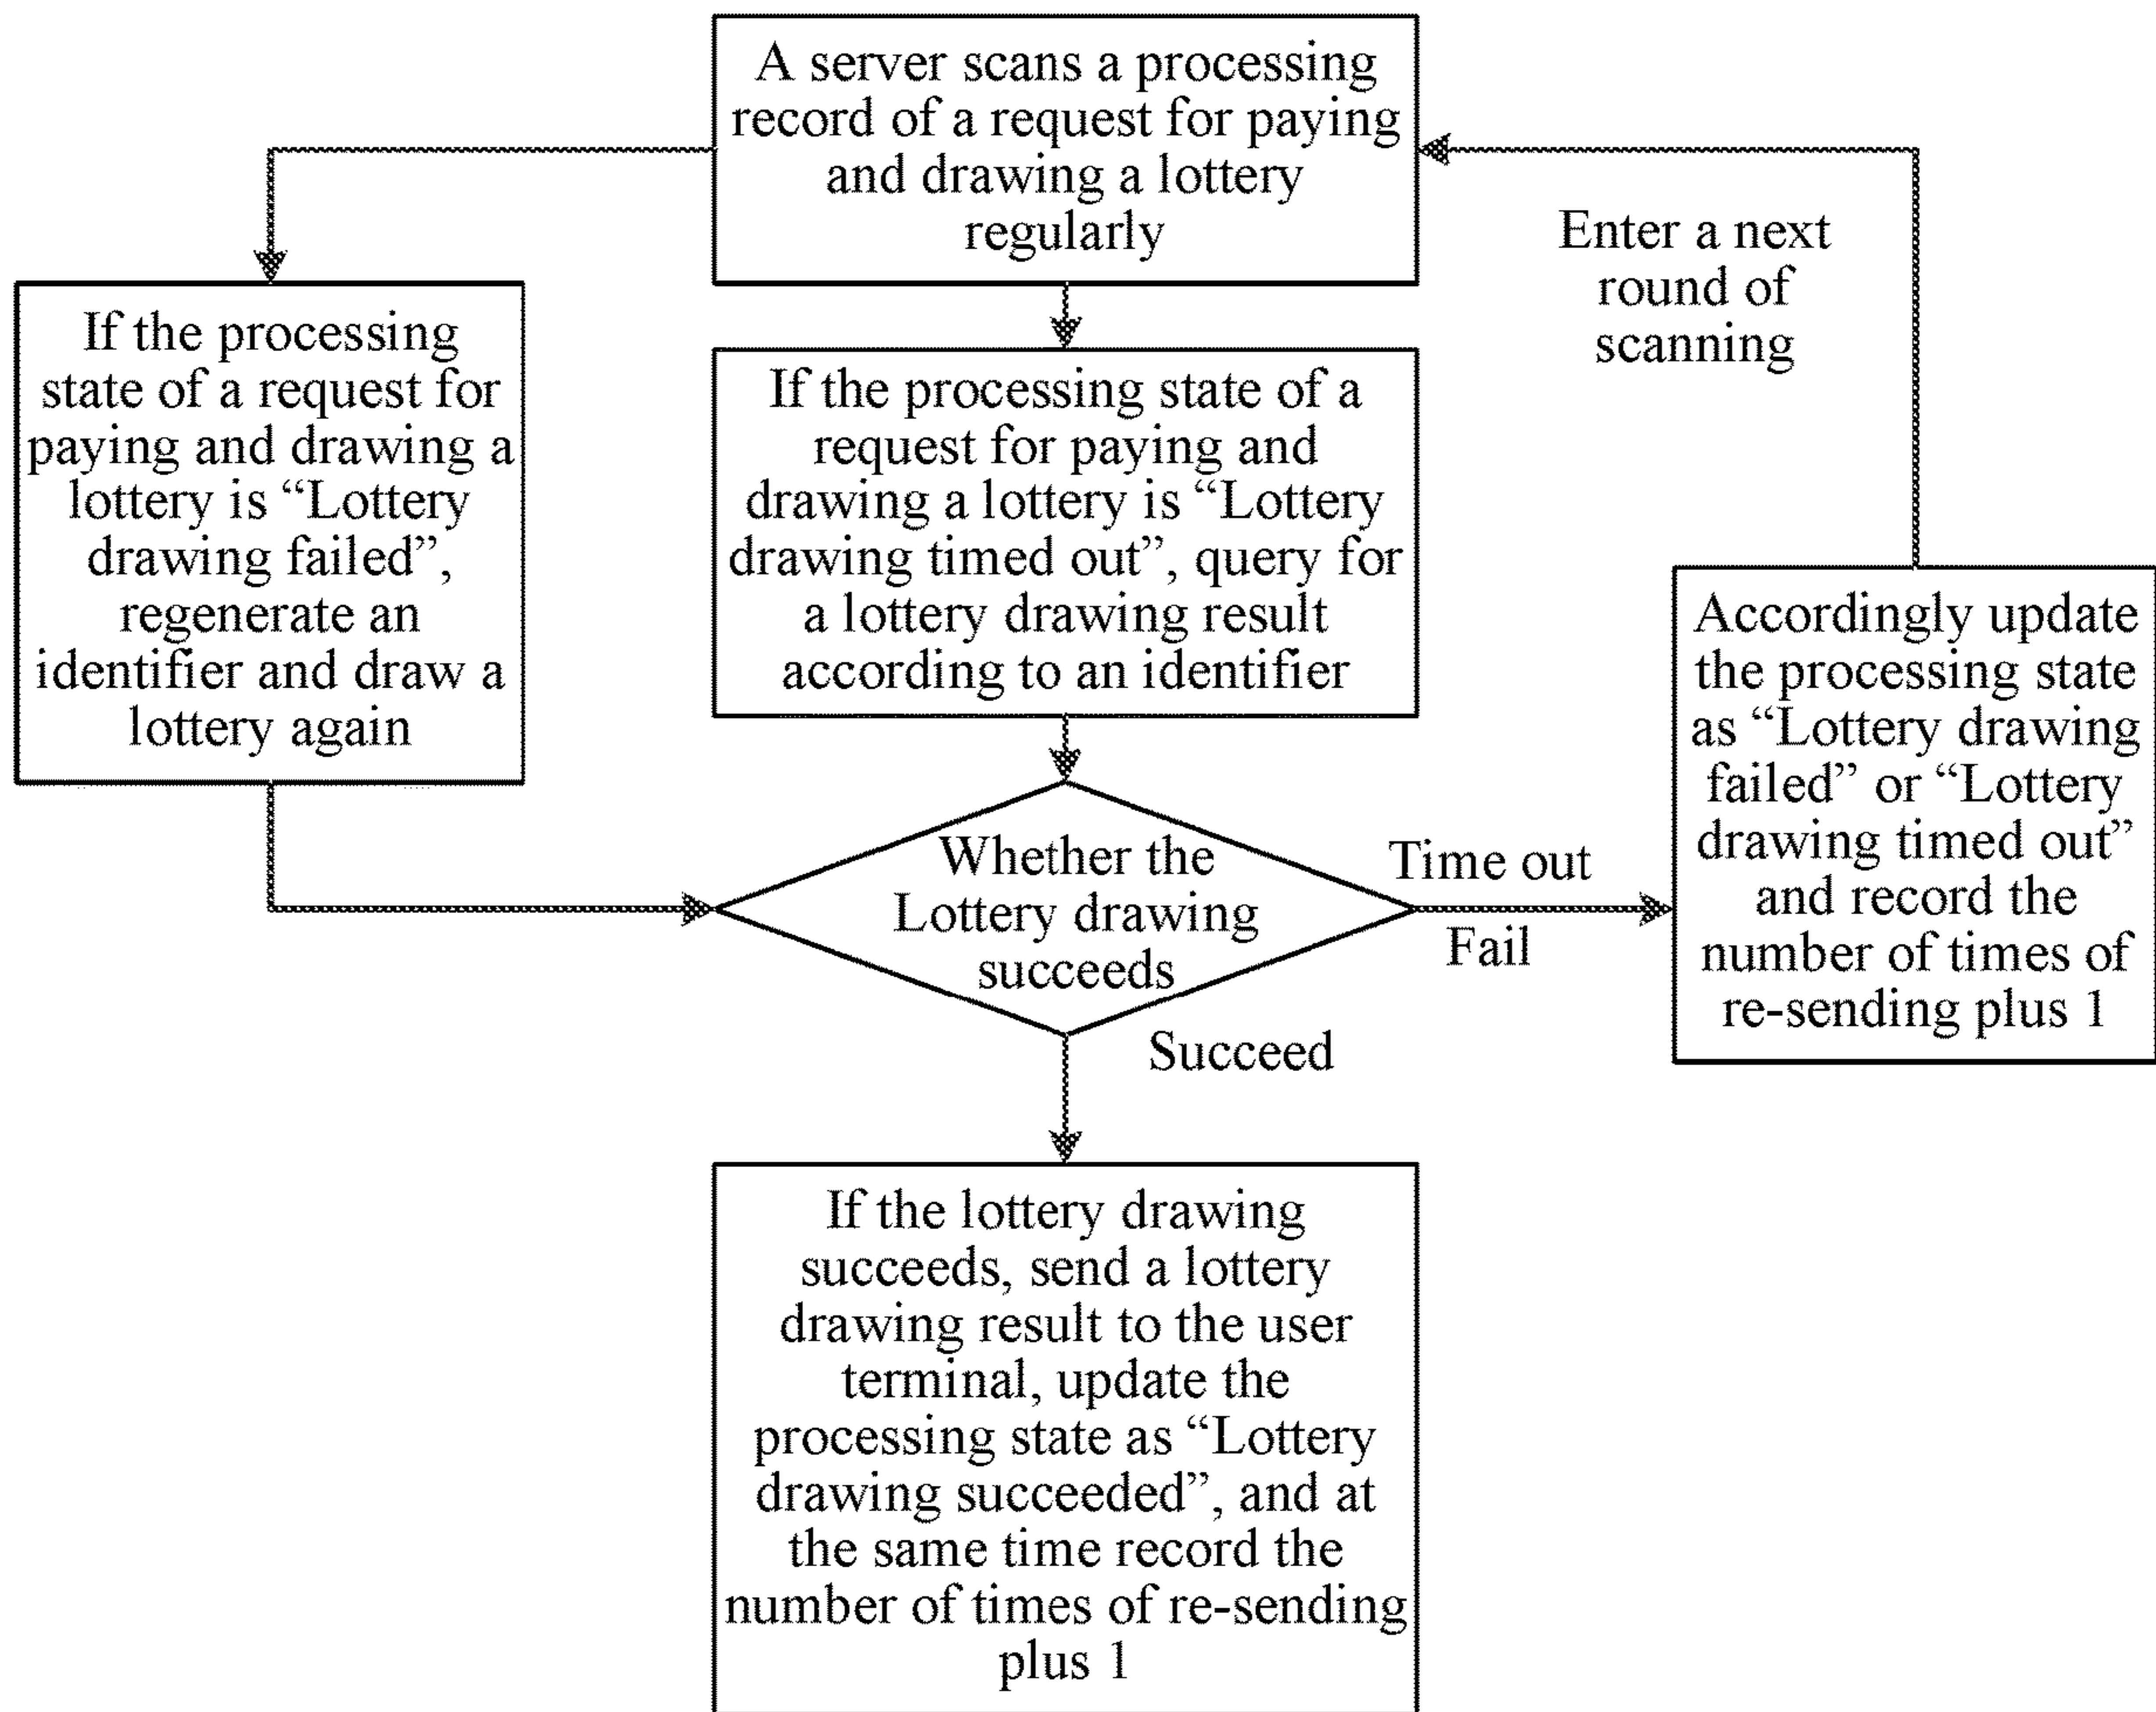 A server scans a processing
record of a request for paying
and drawing a lottery
regularly
Enter a next
round of
scanning
If the processing
state of a request for
paying and drawing a
lottery is “Lottery
drawing failed”,
regenerate an
identifier and draw a
lottery again
If the processing state of a
request for paying and
drawing a lottery is “Lottery
drawing timed out”, query for
a lottery drawing result
according to an identifier
Accordingly update
the processing state
as “Lottery drawing
failed” or “Lottery
drawing timed out”
and record the
number of times of
re-sending plus 1
Whether the
Lottery drawing
succeeds
Time out
Fail
Succeed
If the lottery drawing
succeeds, send a lottery
drawing result to the user
terminal, update the
processing state as “Lottery
drawing succeeded”, and at
the same time record the
number of times of re-sending
plus 1